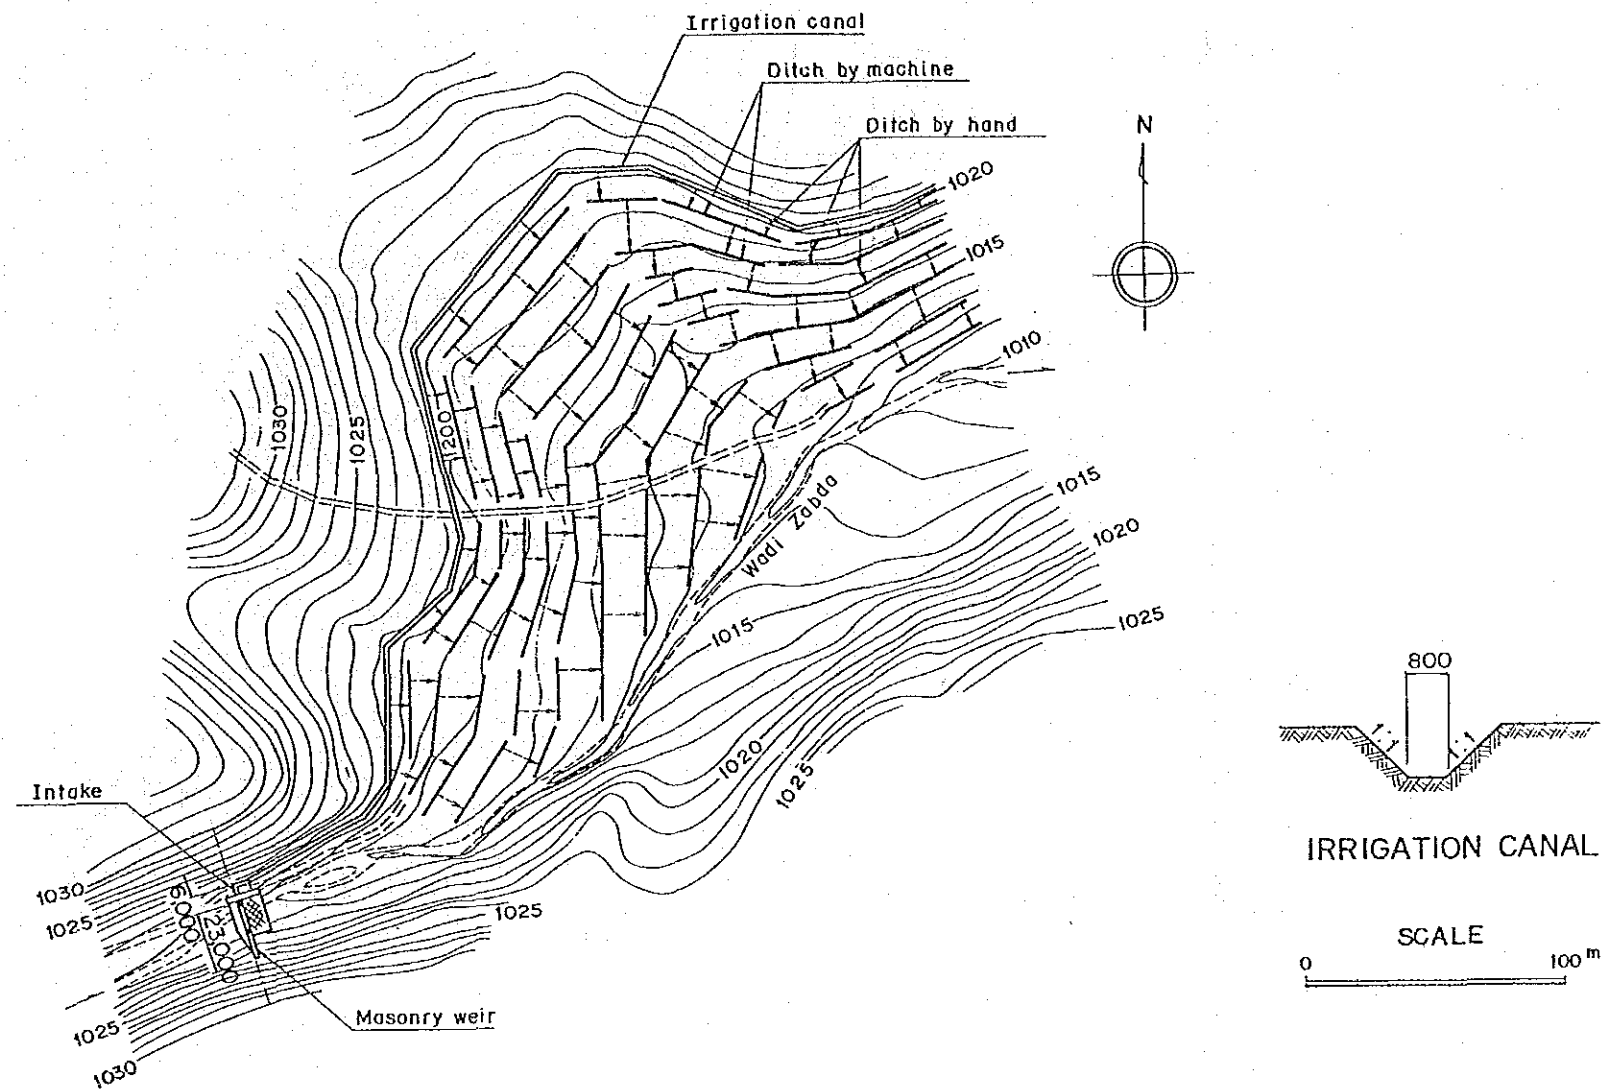 Irrigation canal
Ditch by machine
Ditch by hand
N
1020
1015
1010
1030
1025
1200
1015
1020
Wadi Zabda
1015
1025
800
1:1
1:1
1020
1025
Intake
IRRIGATION CANAL
1030
6,000
1025
23,000
1025
SCALE
0
100 m
Masonry weir
1025
1030